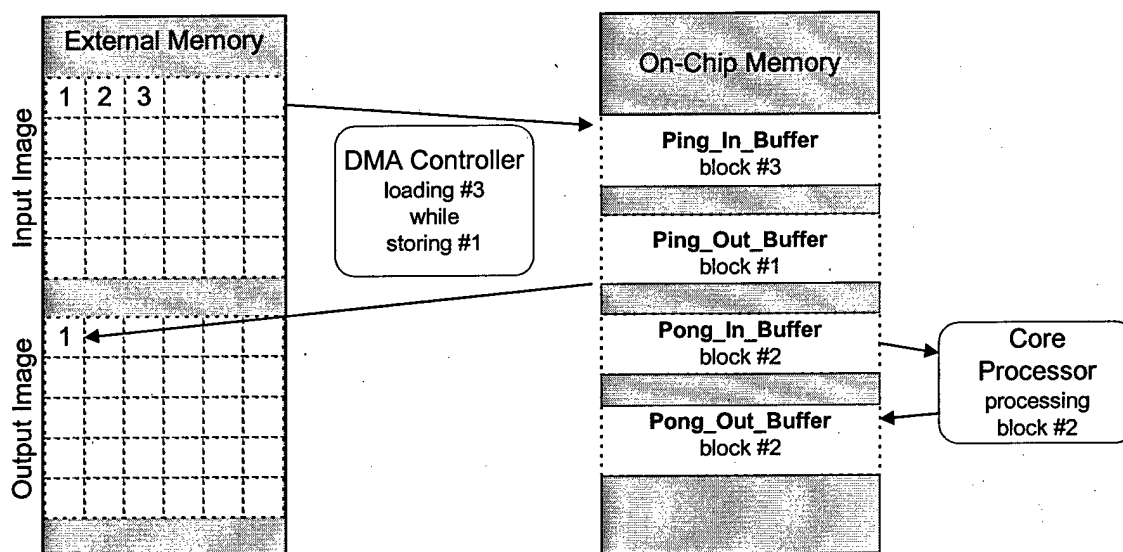 External Memory
Input Image
1 2 3
Output Image
1
DMA Controller
loading #3
while
storing #1
On-Chip Memory
Ping_In_Buffer
block #3
Ping_Out_Buffer
block #1
Pong_In_Buffer
block #2
Pong_Out_Buffer
block #2
Core
Processor
processing
block #2